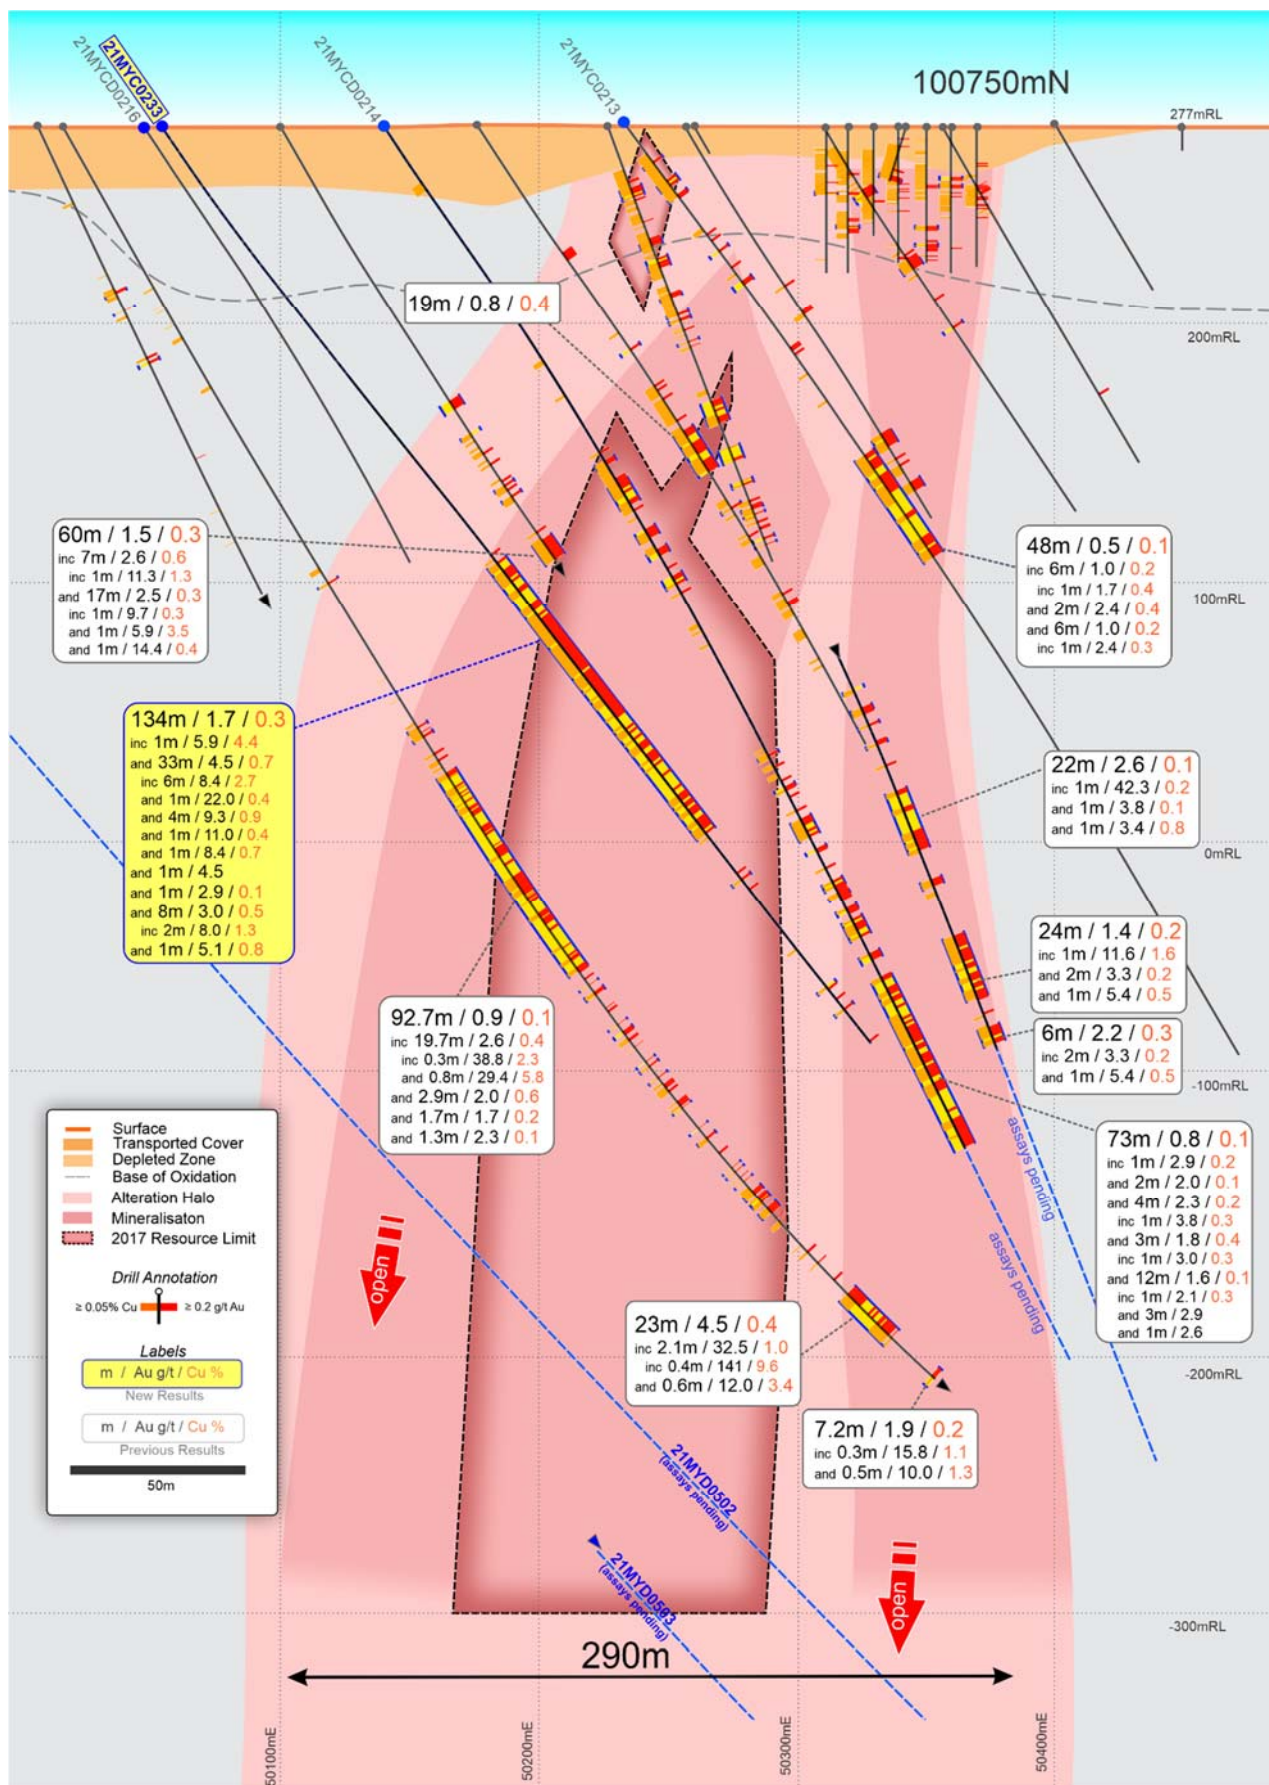 100750mN
277mRL
21MYCD0216
21MYC0233
21MYCD0214
21MYC0213
200mRL
19m / 0.8 / 0.4
60m / 1.5 / 0.3
inc 7m / 2.6 / 0.6
inc 1m / 11.3 / 1.3
and 17m / 2.5 / 0.3
inc 1m / 9.7 / 0.3
and 1m / 5.9 / 3.5
and 1m / 14.4 / 0.4
48m / 0.5 / 0.1
inc 6m / 1.0 / 0.2
inc 1m / 1.7 / 0.4
and 2m / 2.4 / 0.4
and 6m / 1.0 / 0.2
inc 1m / 2.4 / 0.3
100mRL
134m / 1.7 / 0.3
inc 1m / 5.9 / 4.4
and 33m / 4.5 / 0.7
inc 6m / 8.4 / 2.7
and 1m / 22.0 / 0.4
and 4m / 9.3 / 0.9
and 1m / 11.0 / 0.4
and 1m / 8.4 / 0.7
and 1m / 4.5
and 1m / 2.9 / 0.1
and 8m / 3.0 / 0.5
inc 2m / 8.0 / 1.3
and 1m / 5.1 / 0.8
22m / 2.6 / 0.1
inc 1m / 42.3 / 0.2
and 1m / 3.8 / 0.1
and 1m / 3.4 / 0.8
0mRL
24m / 1.4 / 0.2
inc 1m / 11.6 / 1.6
and 2m / 3.3 / 0.2
and 1m / 5.4 / 0.5
92.7m / 0.9 / 0.1
inc 19.7m / 2.6 / 0.4
inc 0.3m / 38.8 / 2.3
and 0.8m / 29.4 / 5.8
and 2.9m / 2.0 / 0.6
and 1.7m / 1.7 / 0.2
and 1.3m / 2.3 / 0.1
6m / 2.2 / 0.3
inc 2m / 3.3 / 0.2
and 1m / 5.4 / 0.5
-100mRL
73m / 0.8 / 0.1
inc 1m / 2.9 / 0.2
and 2m / 2.0 / 0.1
and 4m / 2.3 / 0.2
inc 1m / 3.8 / 0.3
and 3m / 1.8 / 0.4
inc 1m / 3.0 / 0.3
and 12m / 1.6 / 0.1
inc 1m / 2.1 / 0.3
and 3m / 2.9
and 1m / 2.6
assays pending
assays pending
Surface
Transported Cover
Depleted Zone
Base of Oxidation
Alteration Halo
Mineralisaton
2017 Resource Limit
Drill Annotation
≥ 0.05% Cu
≥ 0.2 g/t Au
Labels
m / Au g/t / Cu %
New Results
m / Au g/t / Cu %
Previous Results
50m
open
23m / 4.5 / 0.4
inc 2.1m / 32.5 / 1.0
inc 0.4m / 141 / 9.6
and 0.6m / 12.0 / 3.4
-200mRL
7.2m / 1.9 / 0.2
inc 0.3m / 15.8 / 1.1
and 0.5m / 10.0 / 1.3
21MYD0502
(assays pending)
21MYD0503
(assays pending)
open
-300mRL
290m
50100mE
50200mE
50300mE
50400mE